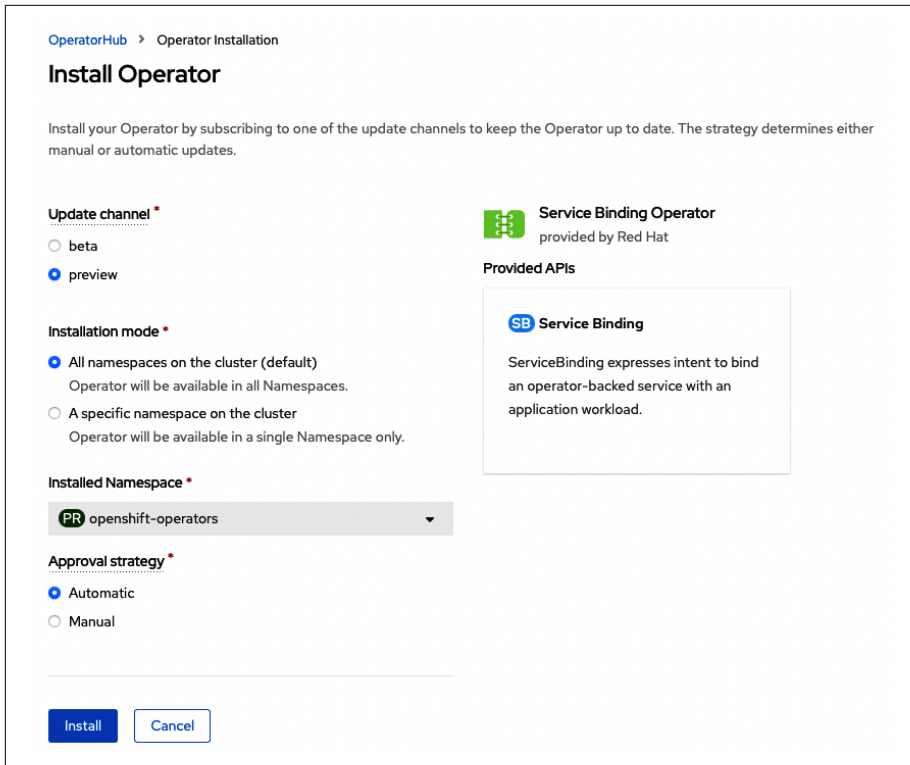 OperatorHub > Operator Installation
Install Operator
Install your Operator by subscribing to one of the update channels to keep the Operator up to date. The strategy determines either
manual or automatic updates.
Update channel *
beta
preview
Installation mode *
All namespaces on the cluster (default)
Operator will be available in all Namespaces.
A specific namespace on the cluster
Operator will be available in a single Namespace only.
Installed Namespace *
PR openshift-operators
Approval strategy *
Automatic
Manual
Install Cancel
Service Binding Operator
provided by Red Hat
Provided APIs
SB Service Binding
ServiceBinding expresses intent to bind
an operator-backed service with an
application workload.